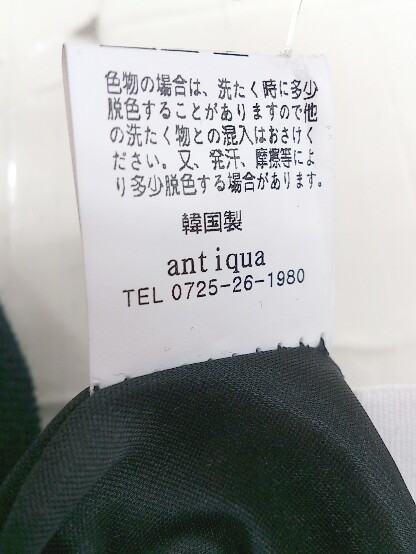 色物の場合は、洗たく時に多少
脱色することがありますので他
の洗たく物との混入はおさけく
ださい。又、発汗、摩擦等によ
り多少脱色する場合があります。
韓国製
antiqua
TEL 0725-26-1980